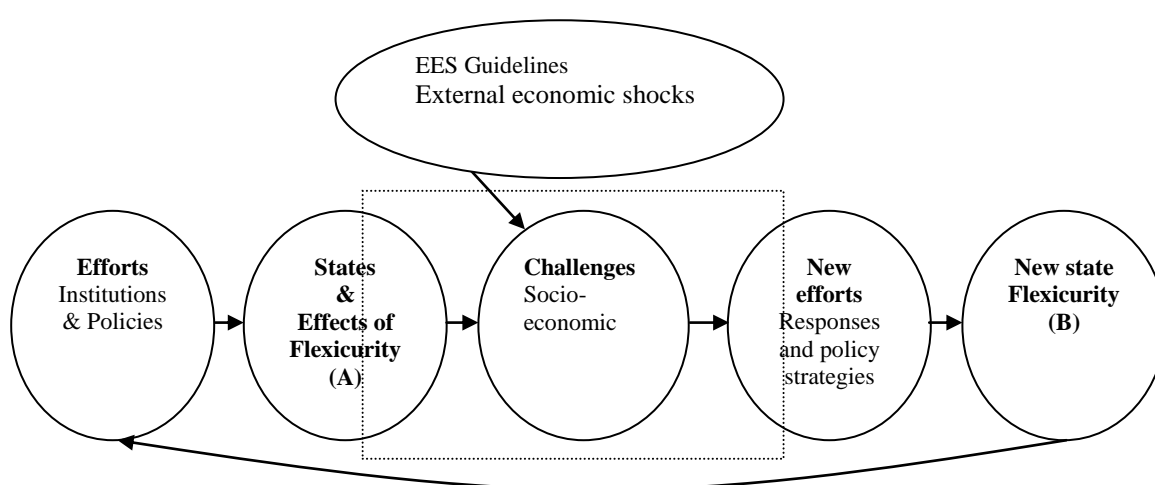 EES Guidelines
External economic shocks
Efforts
Institutions
& Policies
States
&
Effects of
Flexicurity
(A)
Challenges
Socio-
economic
New
efforts
Responses
and policy
strategies
New state
Flexicurity
(B)